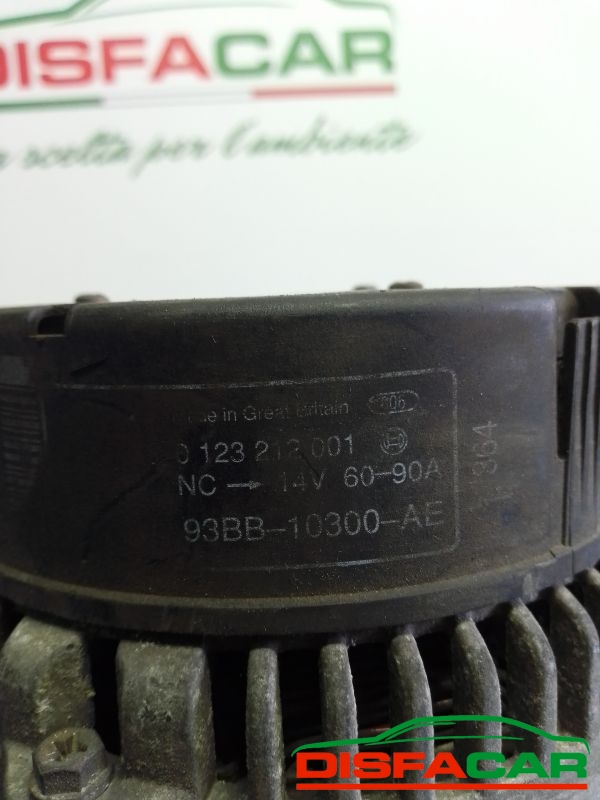 DISFACAR
scelta per l'ambiente
in Great Britain
0 123 212 001
NC → 14V 60-90A
93BB-10300-AE
364
DISFACAR